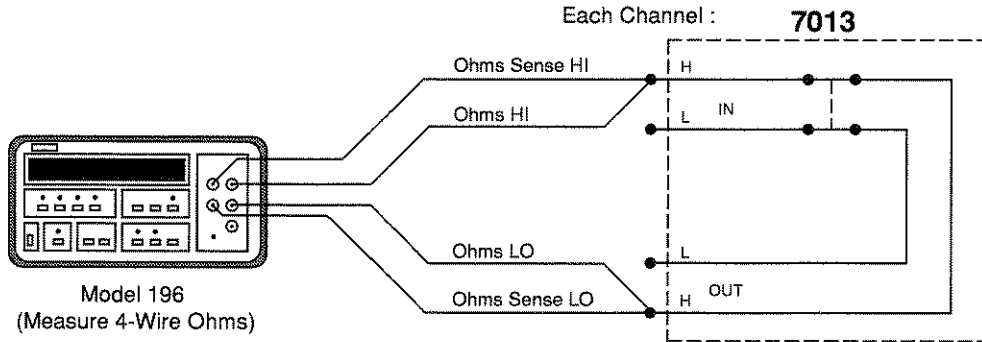 Each Channel :
7013
Ohms Sense HI
H
Ohms HI
L
IN
Ohms LO
L
Ohms Sense LO
H
OUT
Model 196
(Measure 4-Wire Ohms)